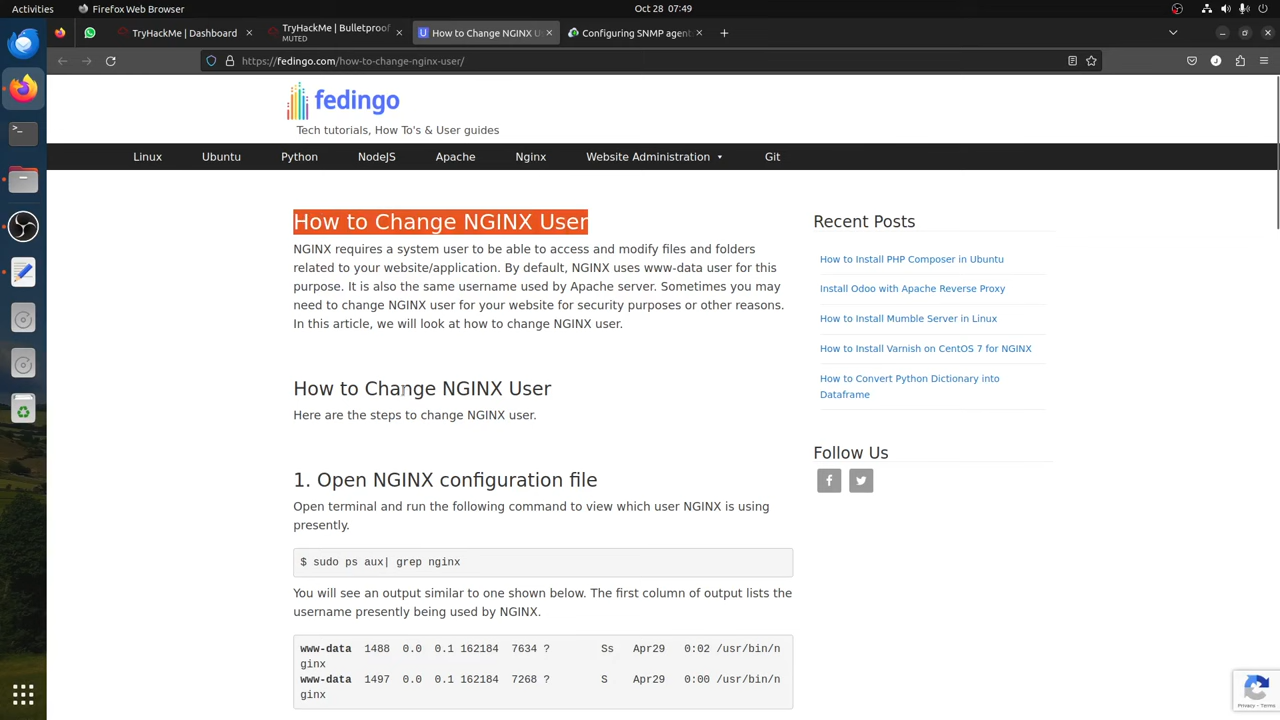 Activities
Firefox Web Browser
Oct 28 07:49
TryHackMe | Dashboard
TryHackMe | Bulletproof
MUTED
How to Change NGINX U
Configuring SNMP agent
https://fedingo.com/how-to-change-nginx-user/
fedingo
Tech tutorials, How To's & User guides
Linux
Ubuntu
Python
NodeJS
Apache
Nginx
Website Administration
Git
How to Change NGINX User
NGINX requires a system user to be able to access and modify files and folders
related to your website/application. By default, NGINX uses www-data user for this
purpose. It is also the same username used by Apache server. Sometimes you may
need to change NGINX user for your website for security purposes or other reasons.
In this article, we will look at how to change NGINX user.
How to Change NGINX User
Here are the steps to change NGINX user.
1. Open NGINX configuration file
Open terminal and run the following command to view which user NGINX is using
presently.
$ sudo ps aux| grep nginx
You will see an output similar to one shown below. The first column of output lists the
username presently being used by NGINX.
www-data  1488  0.0  0.1 162184  7634 ?        Ss   Apr29   0:02 /usr/bin/n
ginx
www-data  1497  0.0  0.1 162184  7268 ?        S    Apr29   0:00 /usr/bin/n
ginx
Recent Posts
How to Install PHP Composer in Ubuntu
Install Odoo with Apache Reverse Proxy
How to Install Mumble Server in Linux
How to Install Varnish on CentOS 7 for NGINX
How to Convert Python Dictionary into
Dataframe
Follow Us
Privacy - Terms